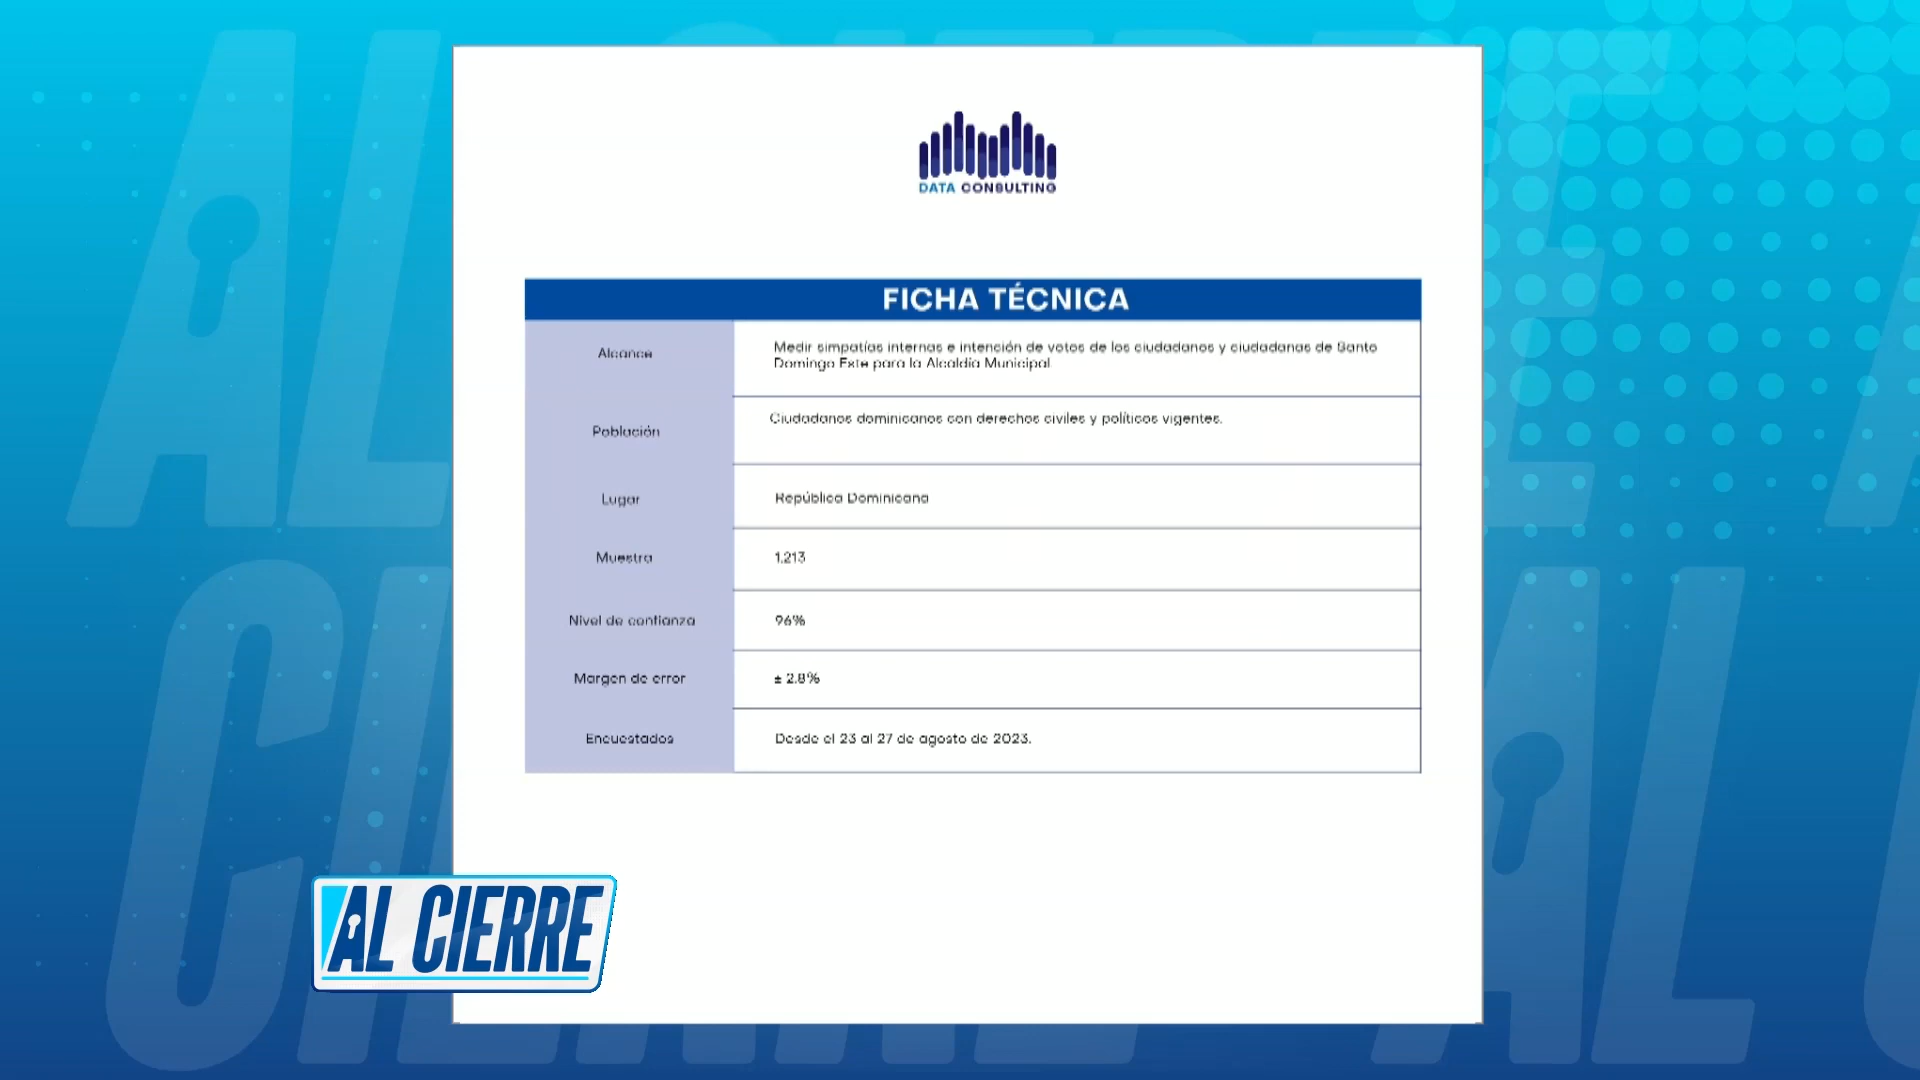 DATA CONSULTING
FICHA TÉCNICA
Alcance
Medir simpatías internas e intención de votos de los ciudadanos y ciudadanas de Santo
Domingo Este para la Alcaldía Municipal
Población
Ciudadanos dominicanos con derechos civiles y políticos vigentes.
Lugar
República Dominicana
Muestra
1,213
Nivel de confianza
96%
Margen de error
± 2.8%
Encuestados
Desde el 23 al 27 de agosto de 2023.
AL CIERRE